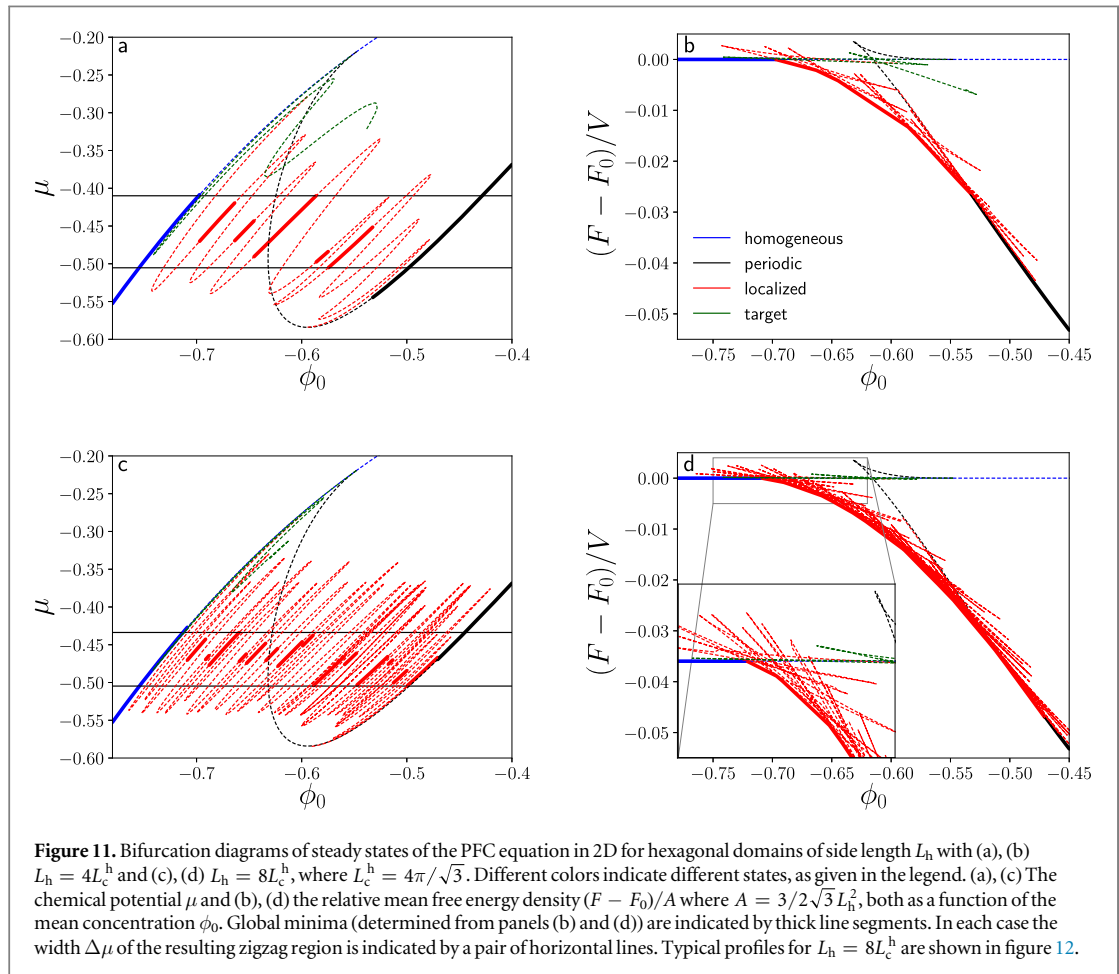 a
−0.20
−0.25
−0.30
−0.35
−0.40
−0.45
−0.50
−0.55
−0.60
μ
−0.7
−0.6
−0.5
−0.4
ϕ₀
b
0.00
−0.01
−0.02
−0.03
−0.04
−0.05
(F − F₀)/V
homogeneous
periodic
localized
target
−0.75
−0.70
−0.65
−0.60
−0.55
−0.50
−0.45
ϕ₀
c
−0.20
−0.25
−0.30
−0.35
−0.40
−0.45
−0.50
−0.55
−0.60
μ
−0.7
−0.6
−0.5
−0.4
ϕ₀
d
0.00
−0.01
−0.02
−0.03
−0.04
−0.05
(F − F₀)/V
−0.75
−0.70
−0.65
−0.60
−0.55
−0.50
−0.45
ϕ₀
Figure 11. Bifurcation diagrams of steady states of the PFC equation in 2D for hexagonal domains of side length L_h with (a), (b)
L_h = 4L_c^h and (c), (d) L_h = 8L_c^h, where L_c^h = 4π/√3. Different colors indicate different states, as given in the legend. (a), (c) The
chemical potential μ and (b), (d) the relative mean free energy density (F − F₀)/A where A = 3/2√3 L_h², both as a function of the
mean concentration ϕ₀. Global minima (determined from panels (b) and (d)) are indicated by thick line segments. In each case the
width Δμ of the resulting zigzag region is indicated by a pair of horizontal lines. Typical profiles for L_h = 8L_c^h are shown in figure 12.